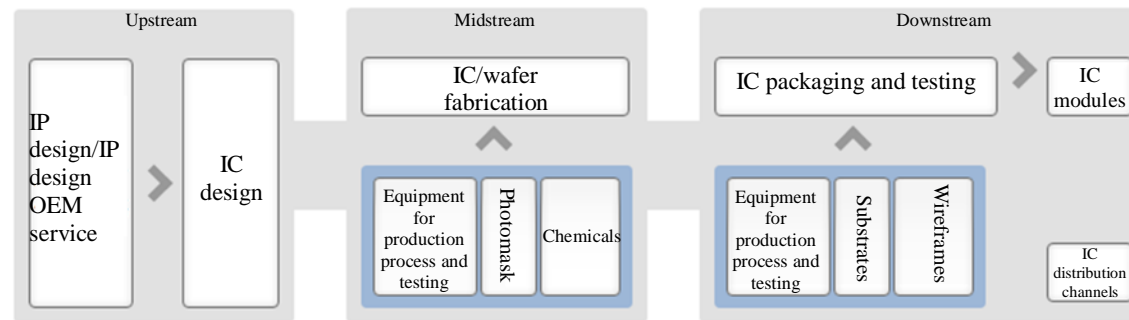 Upstream
IP
design/IP
design
OEM
service
IC
design
Midstream
IC/wafer
fabrication
Equipment
for
production
process and
testing
Photomask
Chemicals
Downstream
IC packaging and testing
IC
modules
Equipment
for
production
process and
testing
Substrates
Wireframes
IC
distribution
channels